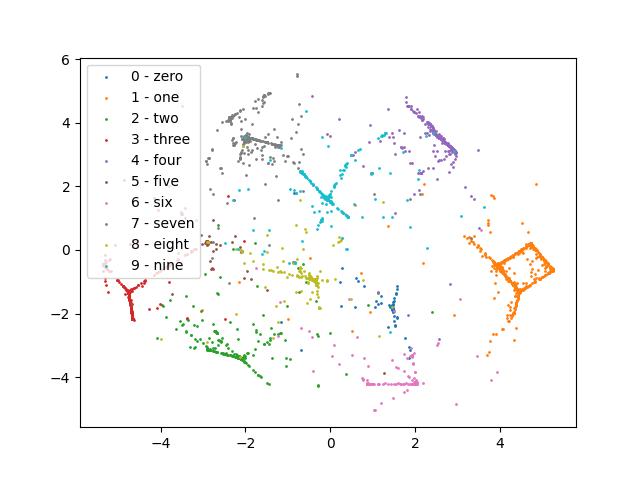 6
4
2
0
−2
−4
0 - zero
1 - one
2 - two
3 - three
4 - four
5 - five
6 - six
7 - seven
8 - eight
9 - nine
−4
−2
0
2
4